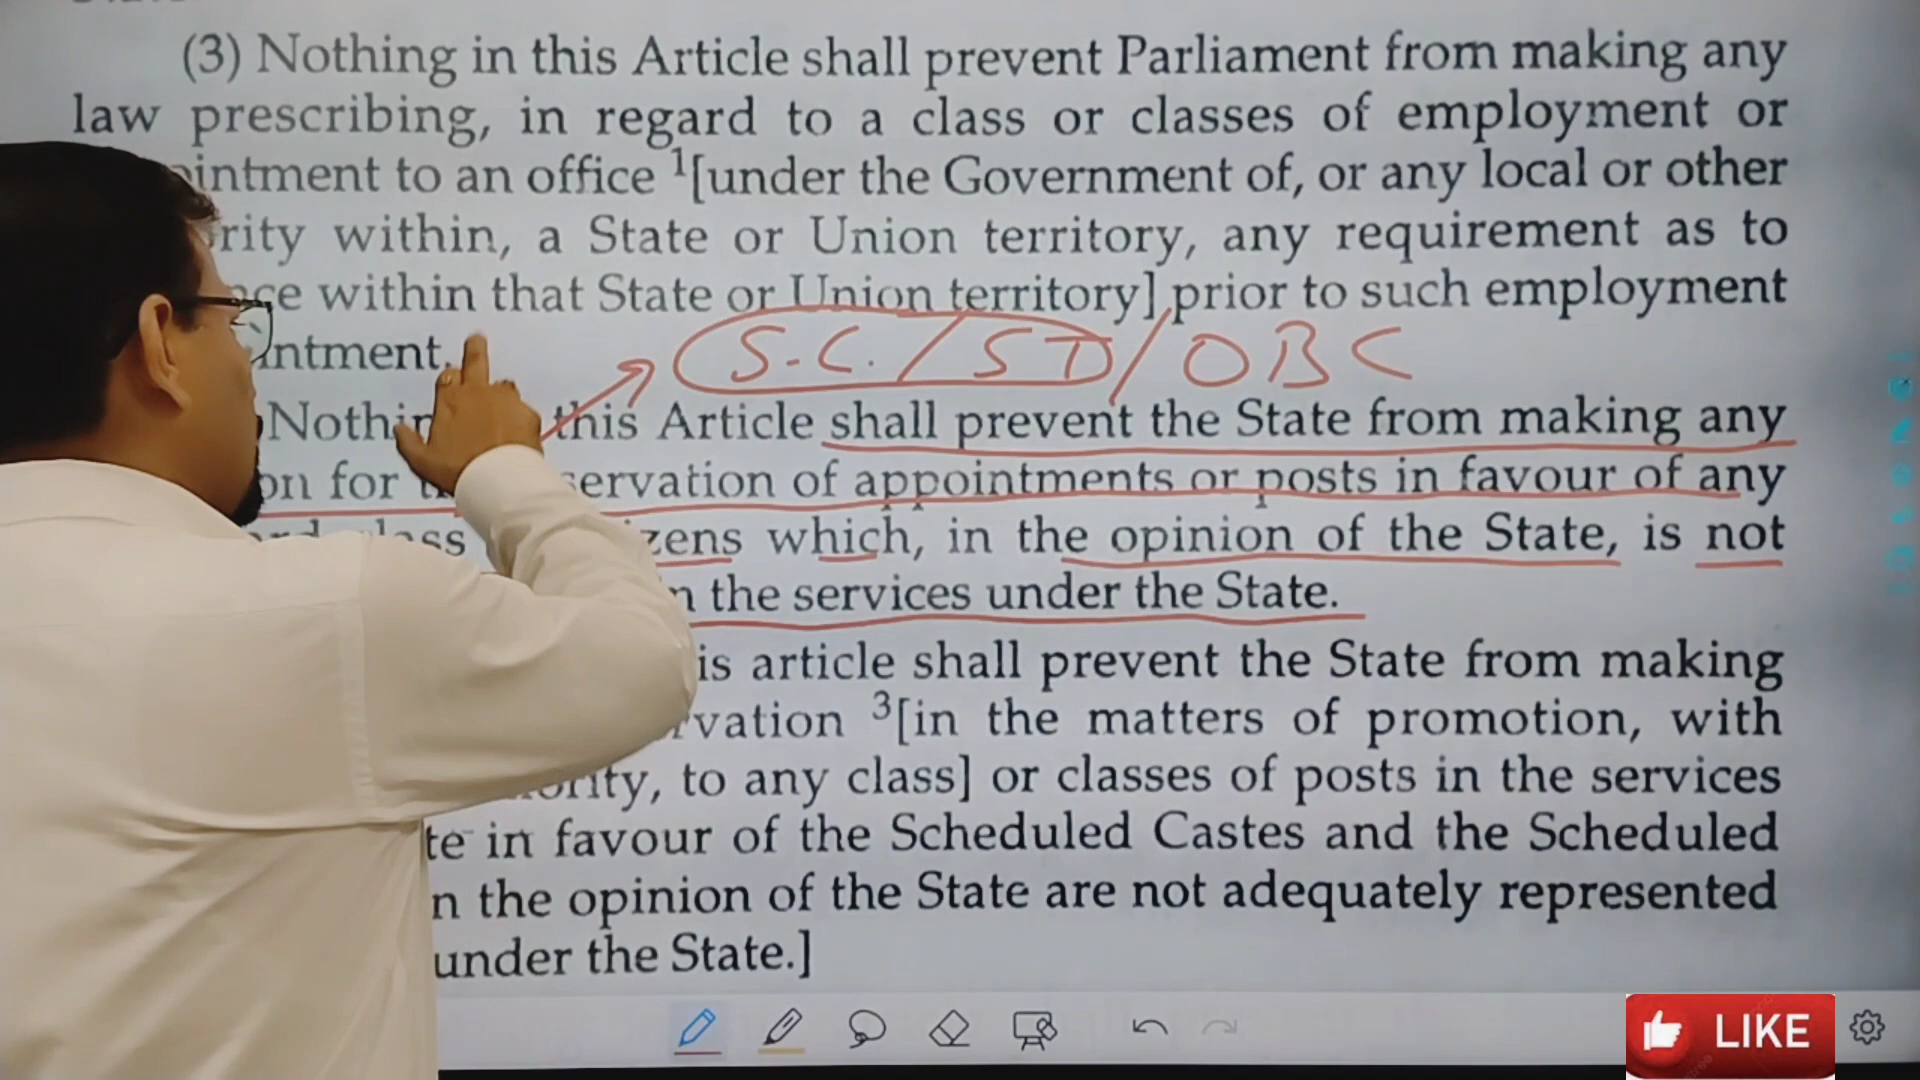 (3) Nothing in this Article shall prevent Parliament from making any
law prescribing, in regard to a class or classes of employment or
intment to an office ¹[under the Government of, or any local or other
rity within, a State or Union territory, any requirement as to
ce within that State or Union territory] prior to such employment
ntment.
S.C. / ST / OBC
Nothin this Article shall prevent the State from making any
on for servation of appointments or posts in favour of any
ass zens which, in the opinion of the State, is not
n the services under the State.
is article shall prevent the State from making
rvation ³[in the matters of promotion, with
ority, to any class] or classes of posts in the services
te in favour of the Scheduled Castes and the Scheduled
n the opinion of the State are not adequately represented
under the State.]
LIKE